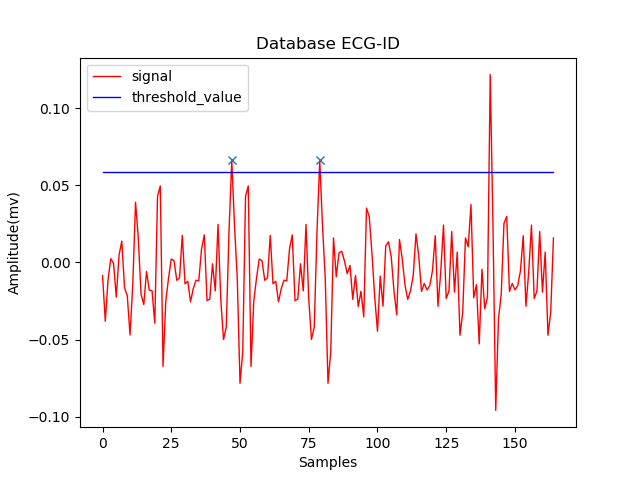 Database ECG-ID
signal
threshold_value
Amplitude(mv)
0.10
0.05
0.00
−0.05
−0.10
0 25 50 75 100 125 150
Samples